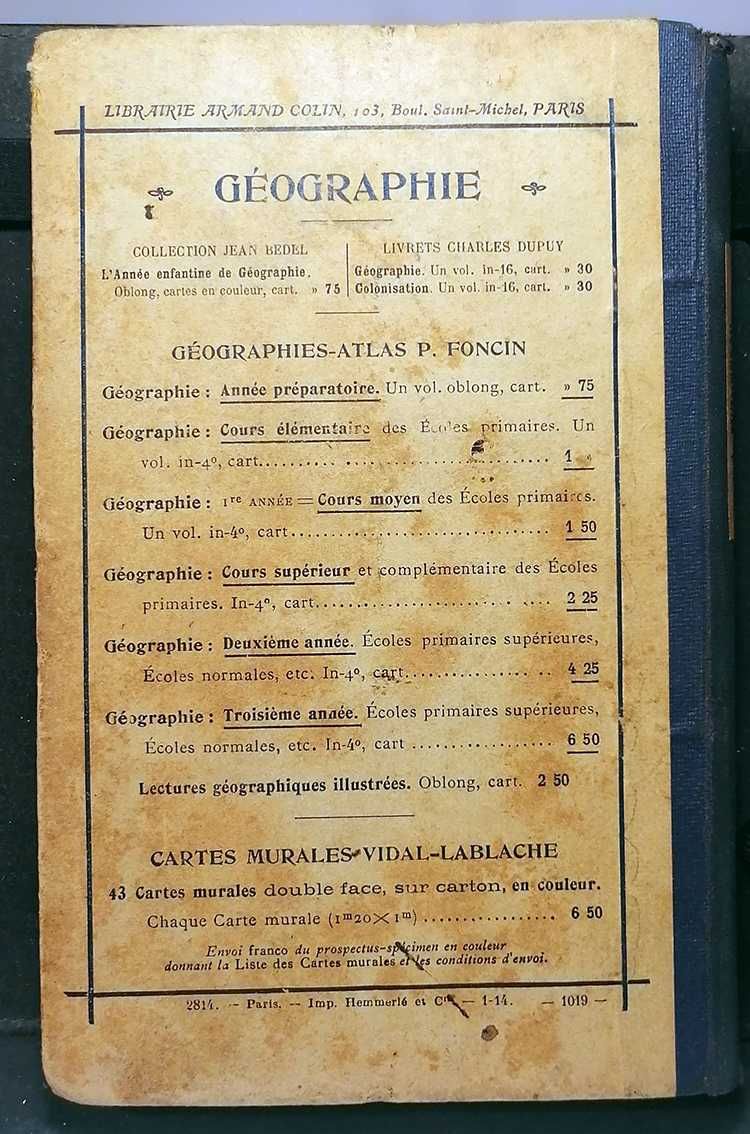 LIBRAIRIE ARMAND COLIN, 103, Boul. Saint-Michel, PARIS
GÉOGRAPHIE
COLLECTION JEAN BEDEL
L'Année enfantine de Géographie.
Oblong, cartes en couleur, cart. » 75
LIVRETS CHARLES DUPUY
Géographie. Un vol. in-16, cart. » 30
Colonisation. Un vol. in-16, cart. » 30
GÉOGRAPHIES-ATLAS P. FONCIN
Géographie : Année préparatoire. Un vol. oblong, cart. » 75
Géographie : Cours élémentaire des Écoles primaires. Un
vol. in-4º, cart. 1 »
Géographie : 1re ANNÉE = Cours moyen des Écoles primaires.
Un vol. in-4º, cart. 1 50
Géographie : Cours supérieur et complémentaire des Écoles
primaires. In-4º, cart. 2 25
Géographie : Deuxième année. Écoles primaires supérieures,
Écoles normales, etc. In-4º, cart. 4 25
Géographie : Troisième année. Écoles primaires supérieures,
Écoles normales, etc. In-4º, cart 6 50
Lectures géographiques illustrées. Oblong, cart. 2 50
CARTES MURALES VIDAL-LABLACHE
43 Cartes murales double face, sur carton, en couleur.
Chaque Carte murale (1m20×1m) 6 50
Envoi franco du prospectus-spécimen en couleur
donnant la Liste des Cartes murales et les conditions d'envoi.
2814. — Paris. — Imp. Hemmerlé et Cie. — 1-14. — 1019 —